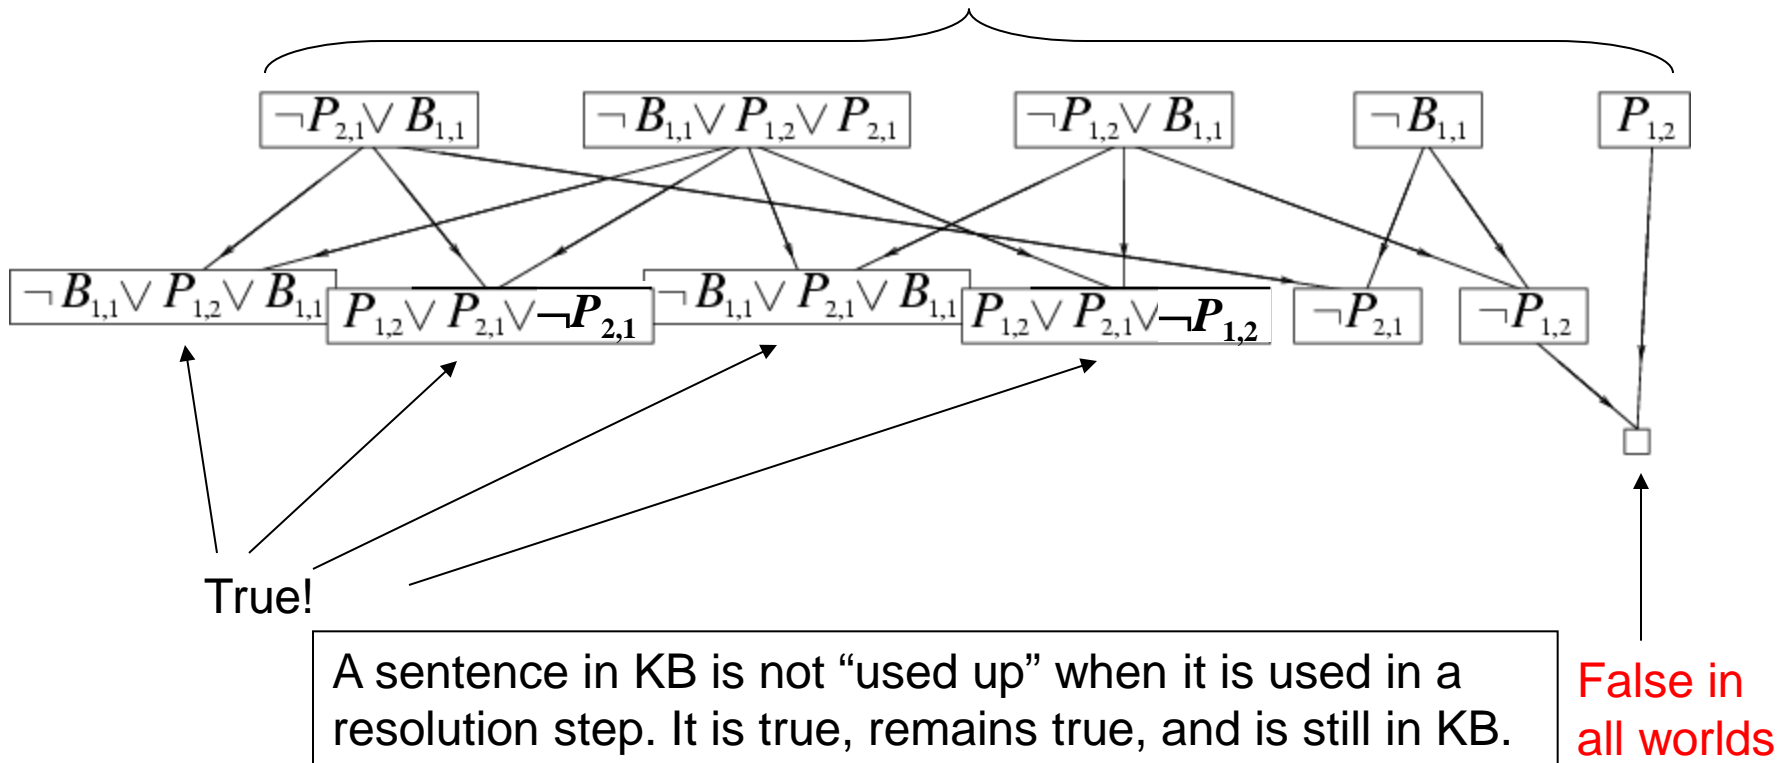 ¬P2,1 ∨ B1,1 ¬B1,1 ∨ P1,2 ∨ P2,1 ¬P1,2 ∨ B1,1 ¬B1,1 P1,2
¬B1,1 ∨ P1,2 ∨ B1,1 P1,2 ∨ P2,1 ∨ ¬P2,1 ¬B1,1 ∨ P2,1 ∨ B1,1 P1,2 ∨ P2,1 ∨ ¬P1,2 ¬P2,1 ¬P1,2
True!
A sentence in KB is not “used up” when it is used in a
resolution step. It is true, remains true, and is still in KB.
False in
all worlds